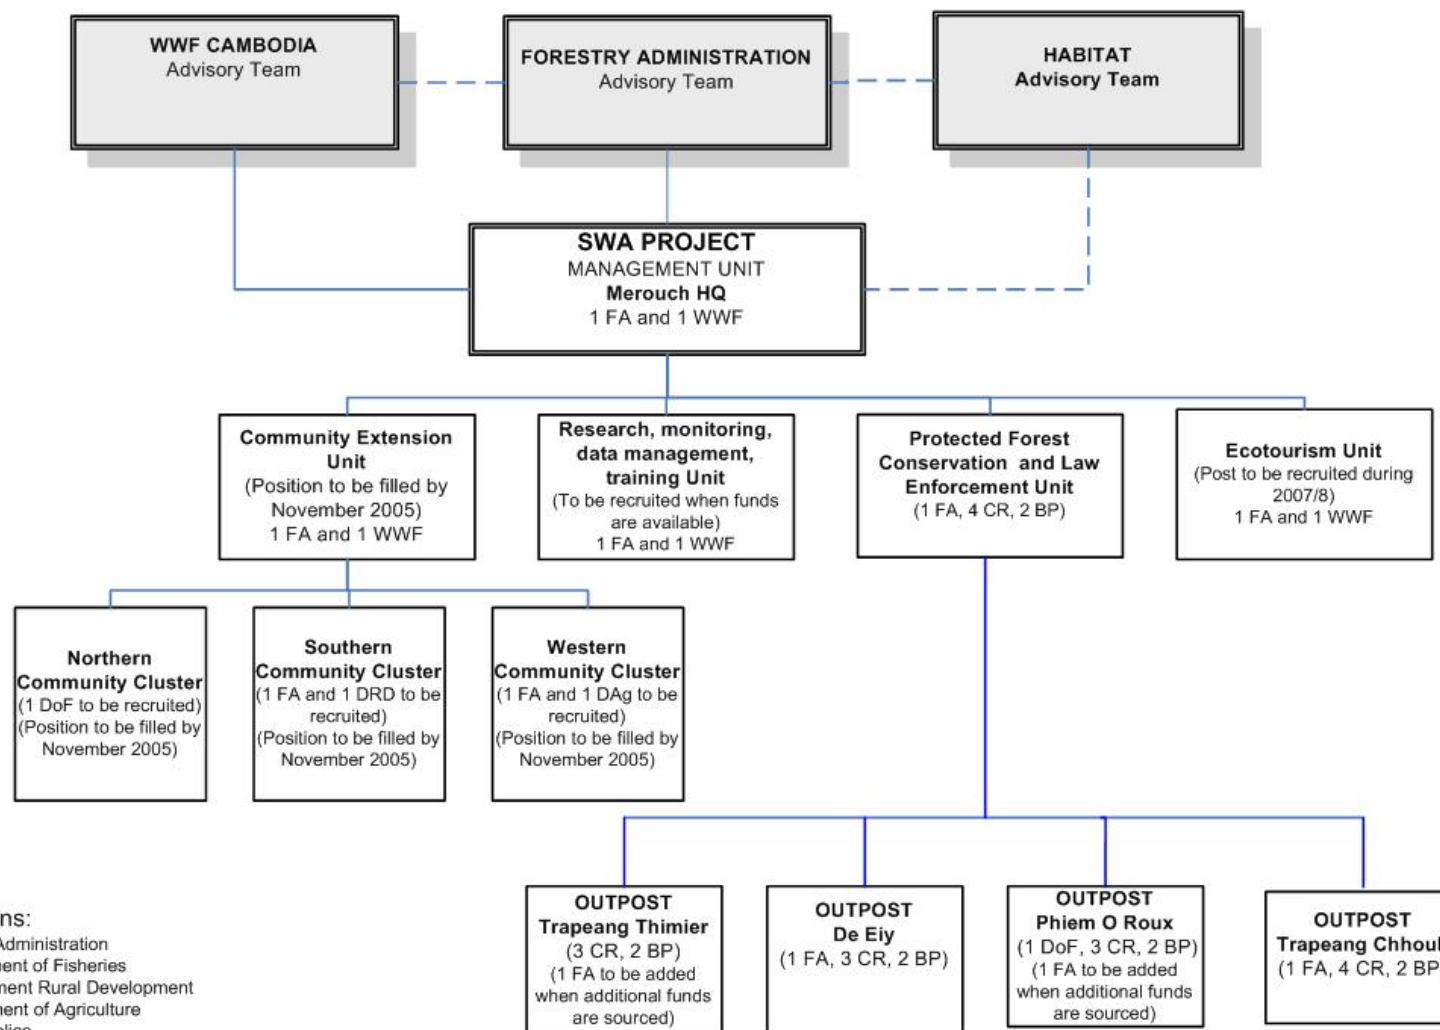 WWF CAMBODIA
Advisory Team
FORESTRY ADMINISTRATION
Advisory Team
HABITAT
Advisory Team
SWA PROJECT
MANAGEMENT UNIT
Merouch HQ
1 FA and 1 WWF
Community Extension
Unit
(Position to be filled by
November 2005)
1 FA and 1 WWF
Research, monitoring,
data management,
training Unit
(To be recruited when funds
are available)
1 FA and 1 WWF
Protected Forest
Conservation and Law
Enforcement Unit
(1 FA, 4 CR, 2 BP)
Ecotourism Unit
(Post to be recruited during
2007/8)
1 FA and 1 WWF
Northern
Community Cluster
(1 DoF to be recruited)
(Position to be filled by
November 2005)
Southern
Community Cluster
(1 FA and 1 DRD to be
recruited)
(Position to be filled by
November 2005)
Western
Community Cluster
(1 FA and 1 DAg to be
recruited)
(Position to be filled by
November 2005)
OUTPOST
Trapeang Thimier
(3 CR, 2 BP)
(1 FA to be added
when additional funds
are sourced)
OUTPOST
De Eiy
(1 FA, 3 CR, 2 BP)
OUTPOST
Phiem O Roux
(1 DoF, 3 CR, 2 BP)
(1 FA to be added
when additional funds
are sourced)
OUTPOST
Trapeang
(1 FA, 4 CR, 2 BP
ns:
Administration
ent of Fisheries
ment Rural Development
ment of Agriculture